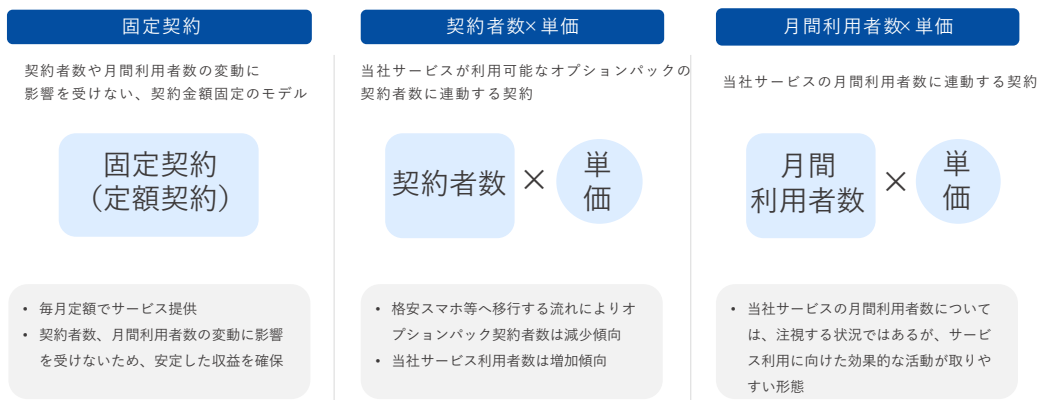 固定契約
契約者数や月間利用者数の変動に
影響を受けない、契約金額固定のモデル
固定契約
（定額契約）
• 毎月定額でサービス提供
• 契約者数、月間利用者数の変動に影響
を受けないため、安定した収益を確保
契約者数×単価
当社サービスが利用可能なオプションパックの
契約者数に連動する契約
契約者数
×
単
価
• 格安スマホ等へ移行する流れによりオ
プションパック契約者数は減少傾向
• 当社サービス利用者数は増加傾向
月間利用者数×単価
当社サービスの月間利用者数に連動する契約
月間
利用者数
×
単
価
• 当社サービスの月間利用者数について
は、注視する状況ではあるが、サービ
ス利用に向けた効果的な活動が取りや
すい形態